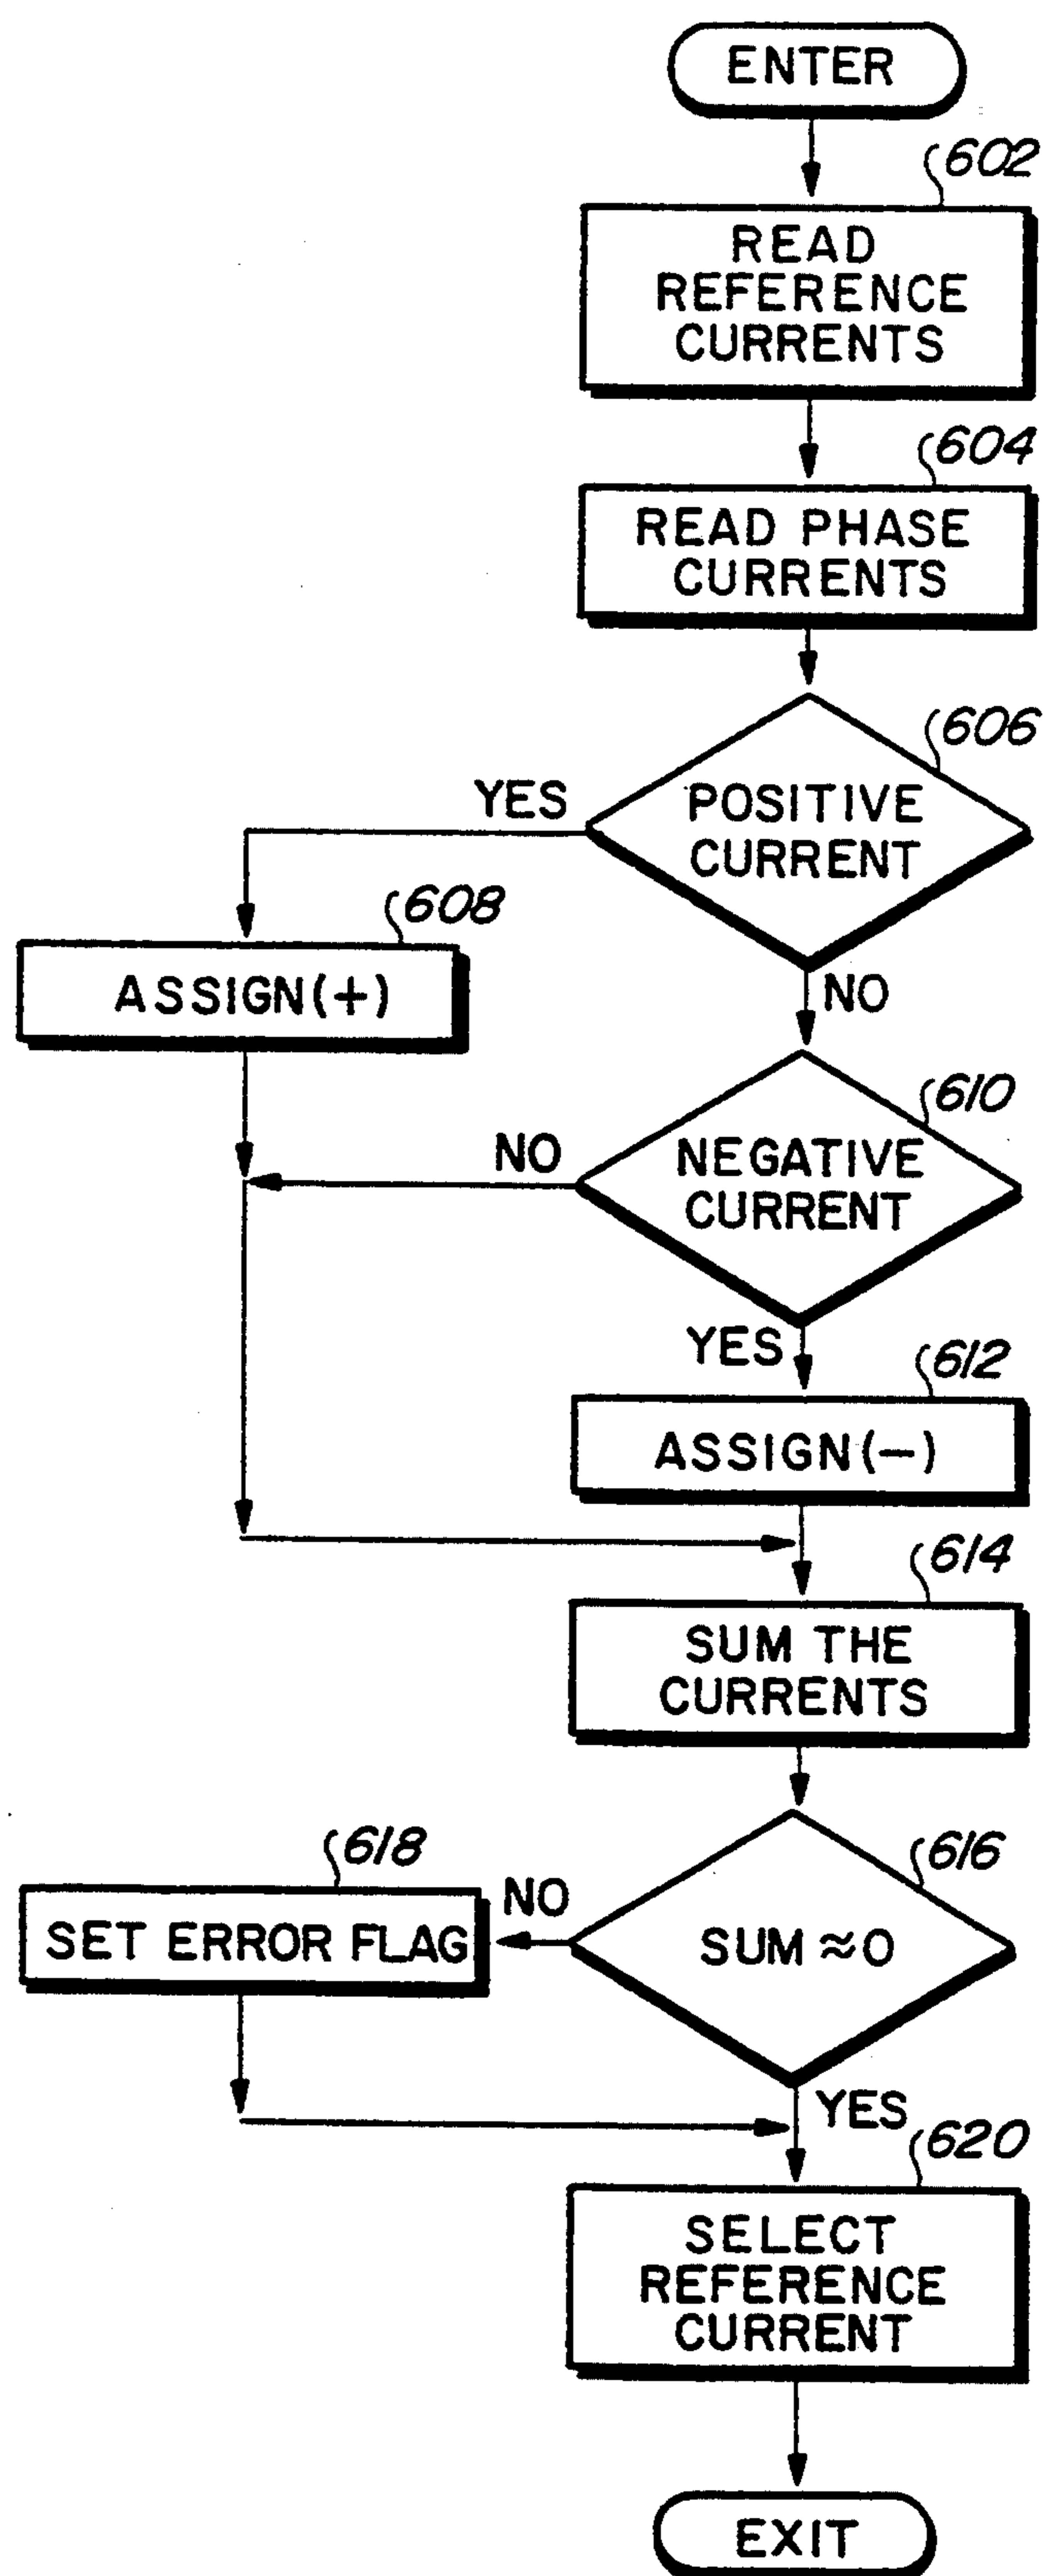 ENTER
602
READ
REFERENCE
CURRENTS
604
READ PHASE
CURRENTS
606
YES
POSITIVE
CURRENT
608
ASSIGN(+)
NO
610
NO
NEGATIVE
CURRENT
YES
612
ASSIGN(−)
614
SUM THE
CURRENTS
616
618
NO
SET ERROR FLAG
SUM ≈ 0
YES
620
SELECT
REFERENCE
CURRENT
EXIT